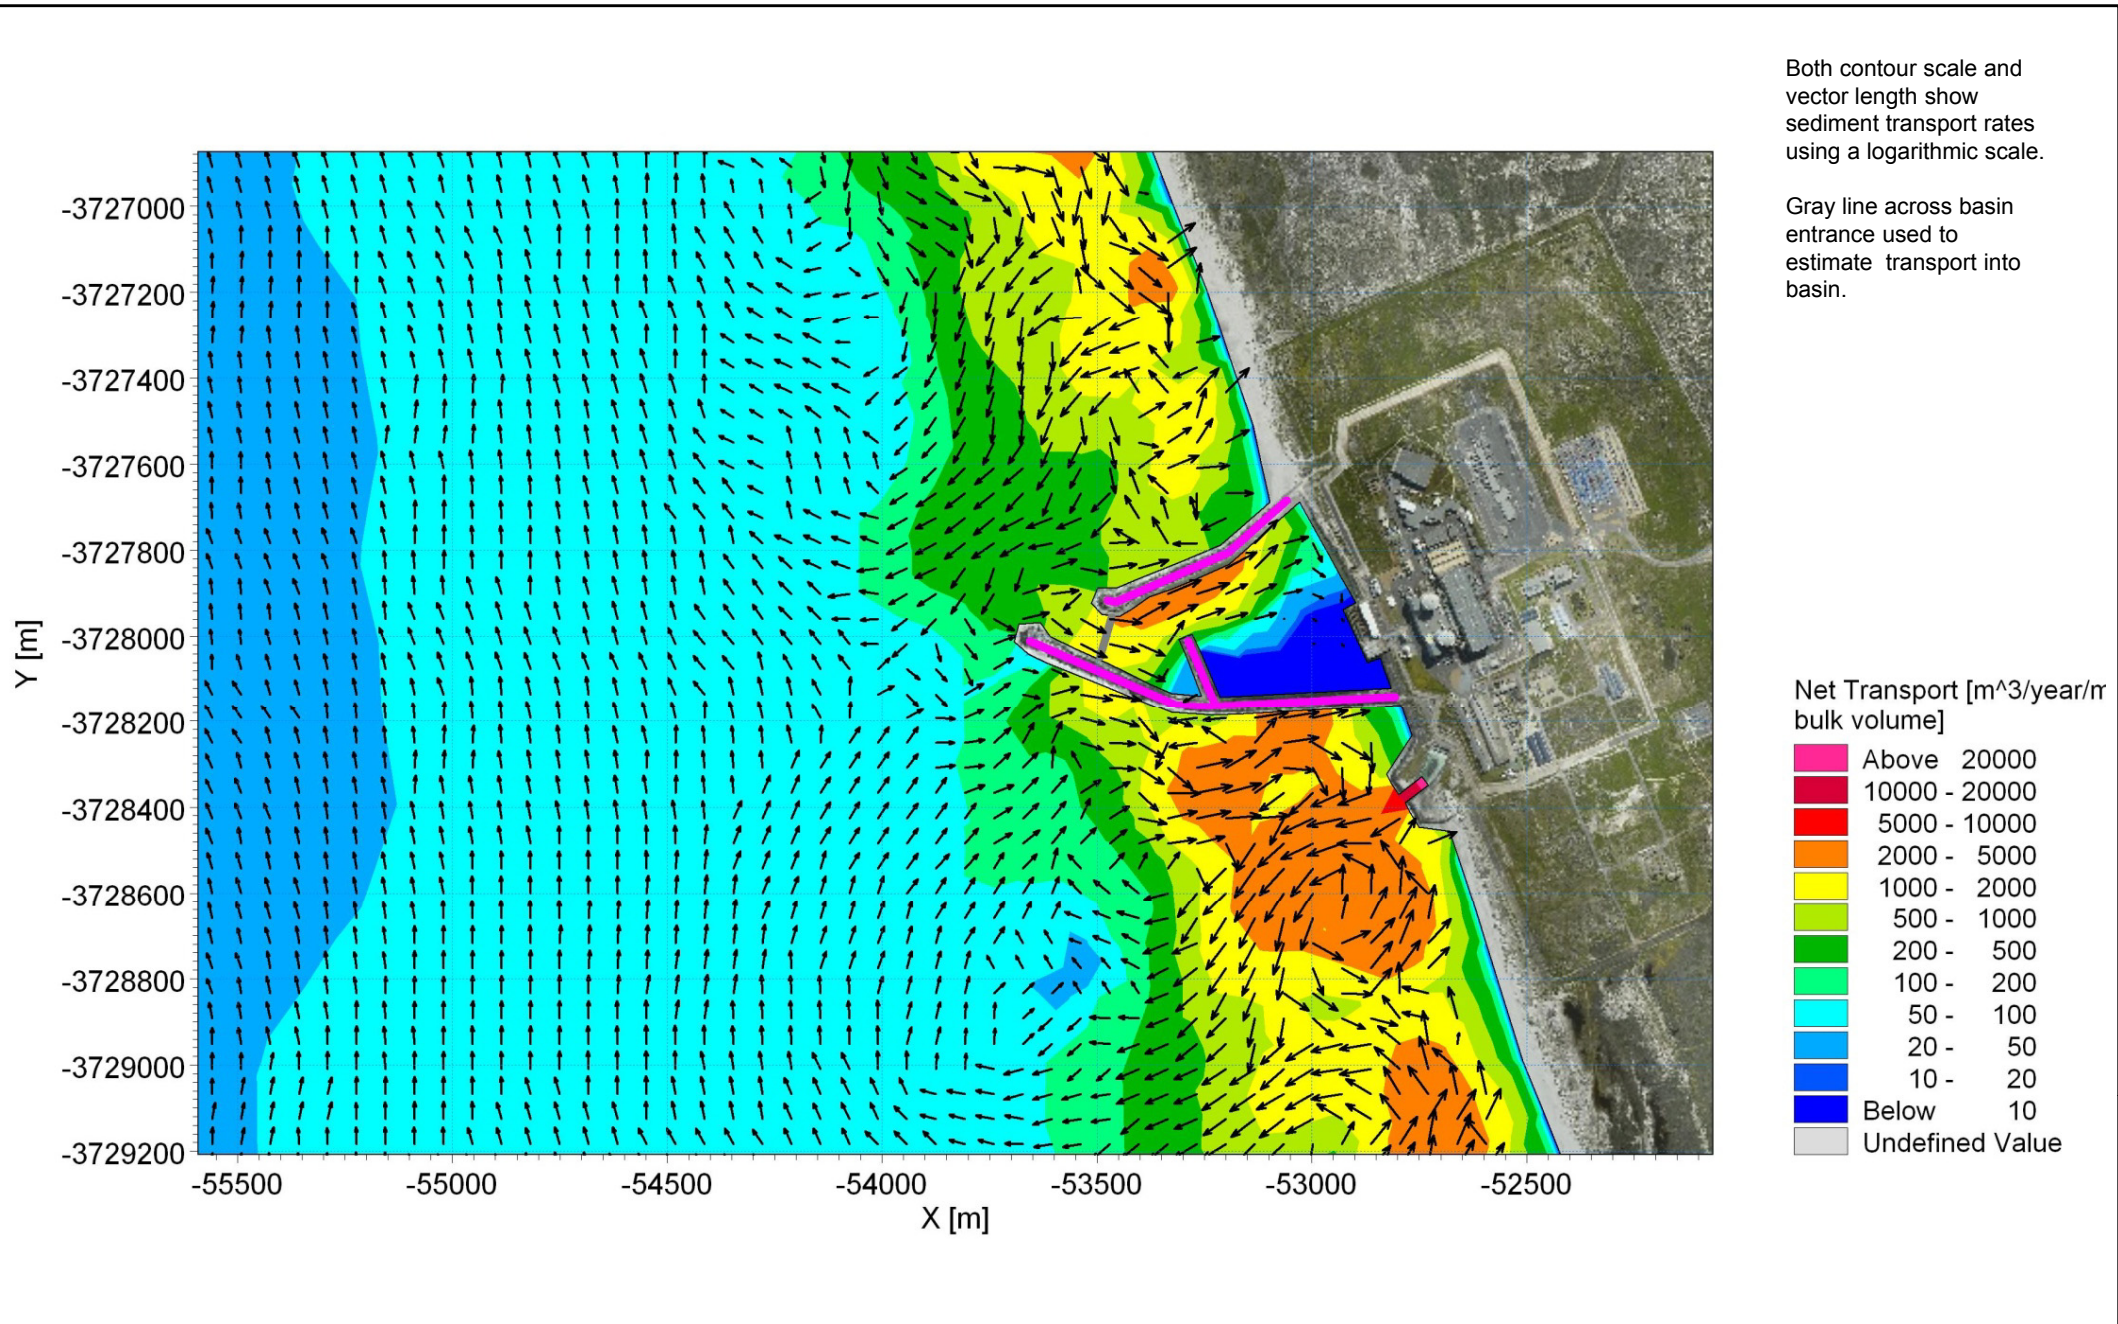 Both contour scale and
vector length show
sediment transport rates
using a logarithmic scale.
Gray line across basin
entrance used to
estimate transport into
basin.
-3727000
-3727200
-3727400
-3727600
-3727800
-3728000
-3728200
-3728400
-3728600
-3728800
-3729000
-3729200
Y [m]
-55500 -55000 -54500 -54000 -53500 -53000 -52500
X [m]
Net Transport [m^3/year/m
bulk volume]
Above 20000
10000 - 20000
5000 - 10000
2000 - 5000
1000 - 2000
500 - 1000
200 - 500
100 - 200
50 - 100
20 - 50
10 - 20
Below 10
Undefined Value